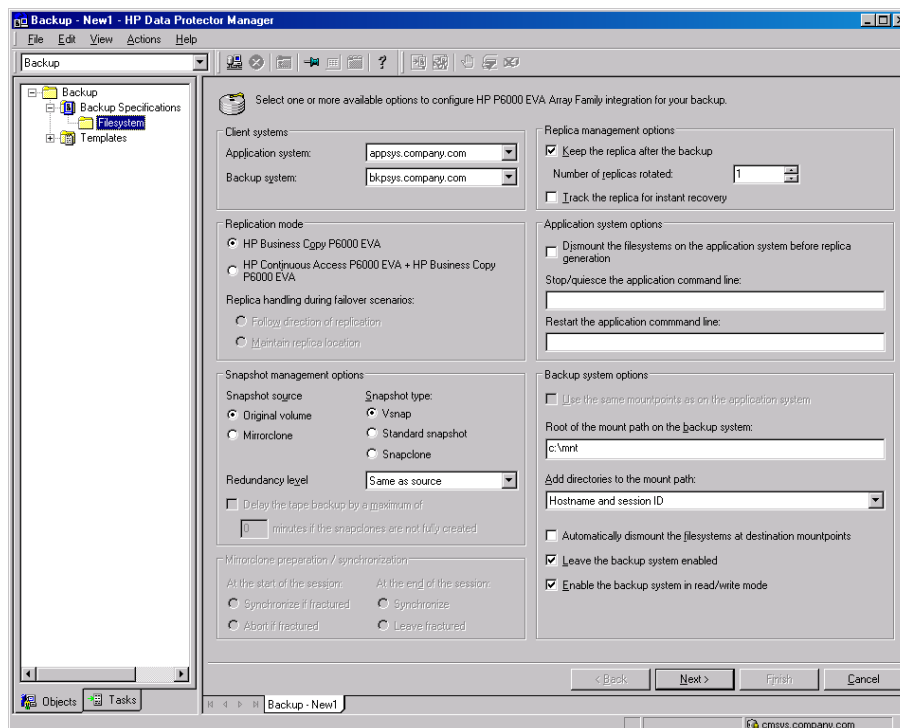 Backup - New1 - HP Data Protector Manager
File Edit View Actions Help
Backup
Backup
Backup Specifications
Filesystem
Templates
Select one or more available options to configure HP P6000 EVA Array Family integration for your backup.
Client systems
Application system: appsys.company.com
Backup system: bkpsys.company.com
Replication mode
HP Business Copy P6000 EVA
HP Continuous Access P6000 EVA + HP Business Copy
P6000 EVA
Replica handling during failover scenarios:
Follow direction of replication
Maintain replica location
Snapshot management options
Snapshot source Snapshot type:
Original volume Vsnap
Mirrorclone Standard snapshot
Snapclone
Redundancy level Same as source
Delay the tape backup by a maximum of
0 minutes if the snapclones are not fully created
Mirrorclone preparation / synchronization
At the start of the session: At the end of the session:
Synchronize if fractured Synchronize
Abort if fractured Leave fractured
Replica management options
Keep the replica after the backup
Number of replicas rotated: 1
Track the replica for instant recovery
Application system options
Dismount the filesystems on the application system before replica
generation
Stop/quiesce the application command line:
Restart the application commmand line:
Backup system options
Use the same mountpoints as on the application system
Root of the mount path on the backup system:
c:\mnt
Add directories to the mount path:
Hostname and session ID
Automatically dismount the filesystems at destination mountpoints
Leave the backup system enabled
Enable the backup system in read/write mode
< Back Next > Finish Cancel
Objects Tasks
Backup - New1
cmsys.company.com